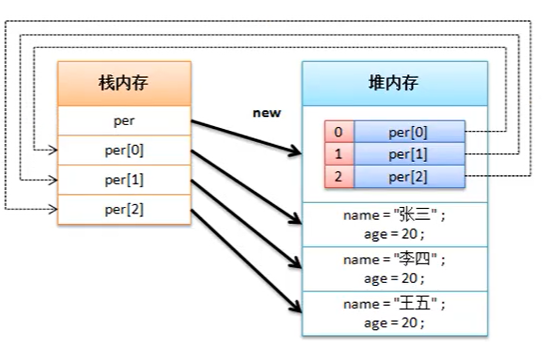 栈内存
per
per[0]
per[1]
per[2]
new
堆内存
0 per[0]
1 per[1]
2 per[2]
name = "张三" ;
age = 20 ;
name = "李四" ;
age = 20 ;
name = "王五" ;
age = 20 ;